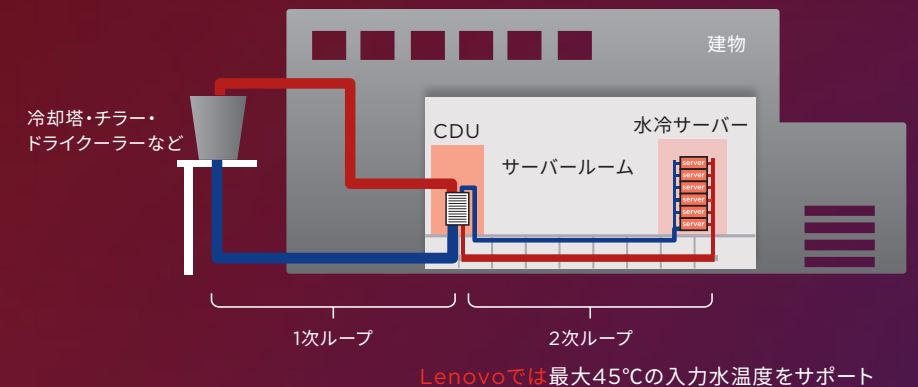 建物
冷却塔・チラー・
ドライクーラーなど
CDU
水冷サーバー
サーバールーム
server
server
server
server
server
server
1次ループ
2次ループ
Lenovoでは最大45℃の入力水温度をサポート